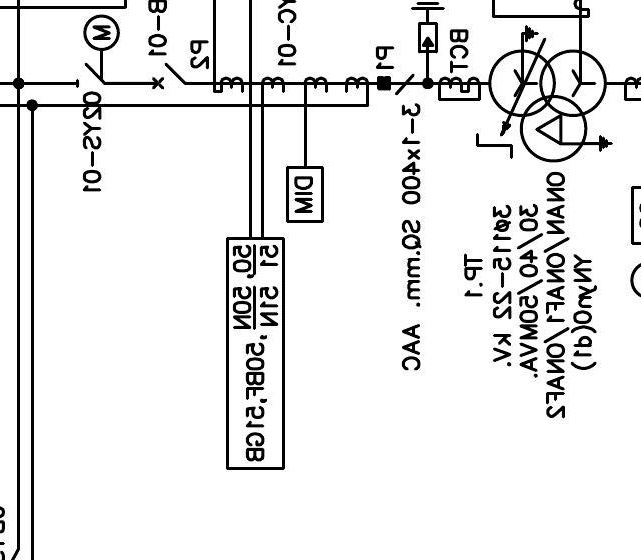 M
B-01
P2
YC-01
02YS-01
P1
BCT
DIM
50, 50N
50BF,51GB
51 51N,
3-1x400 SQ.mm. AAC
TP.1
3ø115-22 kV.
30/40/50MVA.
ONAN/ONAF1/ONAF2
YNyn0(d1)